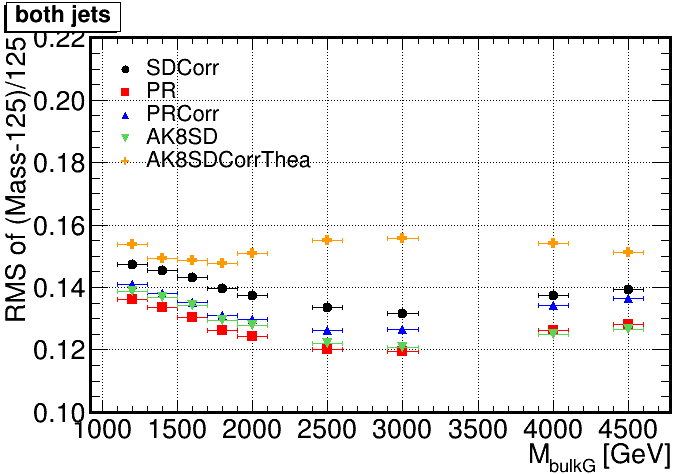 both jets
RMS of (Mass-125)/125
0.22
0.20
0.18
0.16
0.14
0.12
0.10
SDCorr
PR
PRCorr
AK8SD
AK8SDCorrThea
1000 1500 2000 2500 3000 3500 4000 4500
MbulkG [GeV]